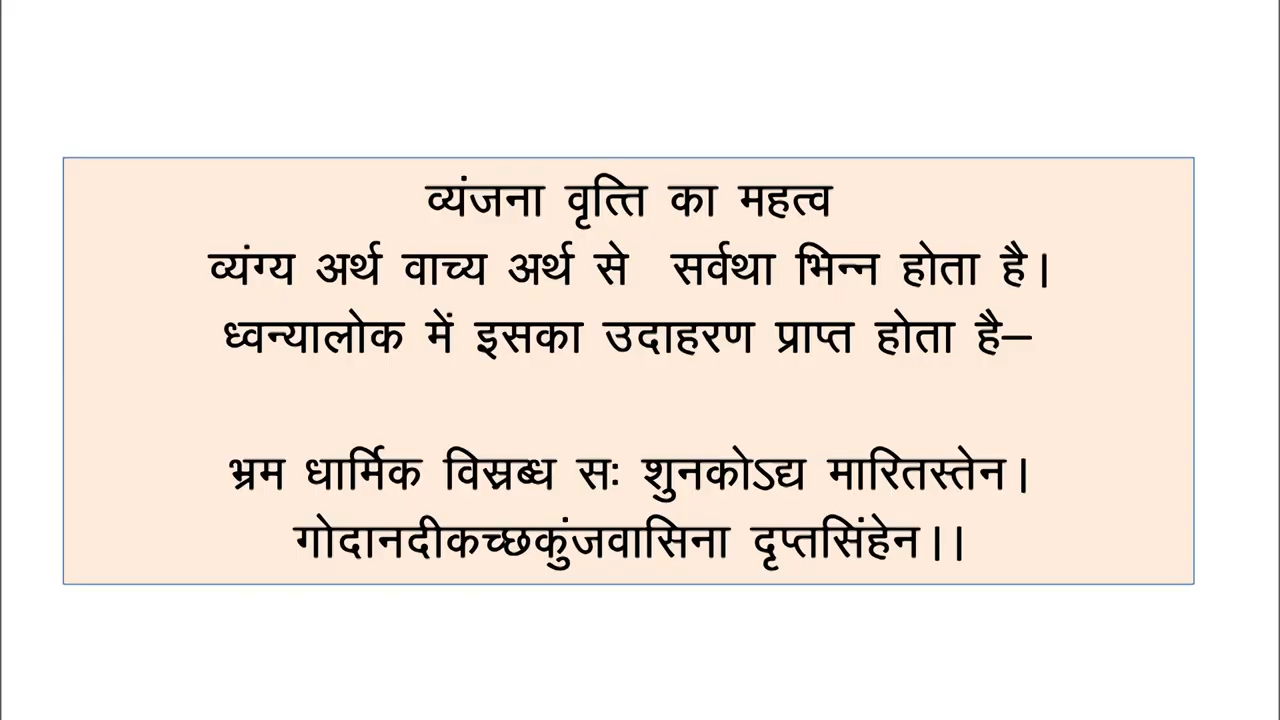 व्यंजना वृत्ति का महत्व
व्यंग्य अर्थ वाच्य अर्थ से सर्वथा भिन्न होता है।
ध्वन्यालोक में इसका उदाहरण प्राप्त होता है–
भ्रम धार्मिक विस्रब्ध सः शुनकोऽद्य मारितस्तेन।
गोदानदीकच्छकुंजवासिना दृप्तसिंहेन।।